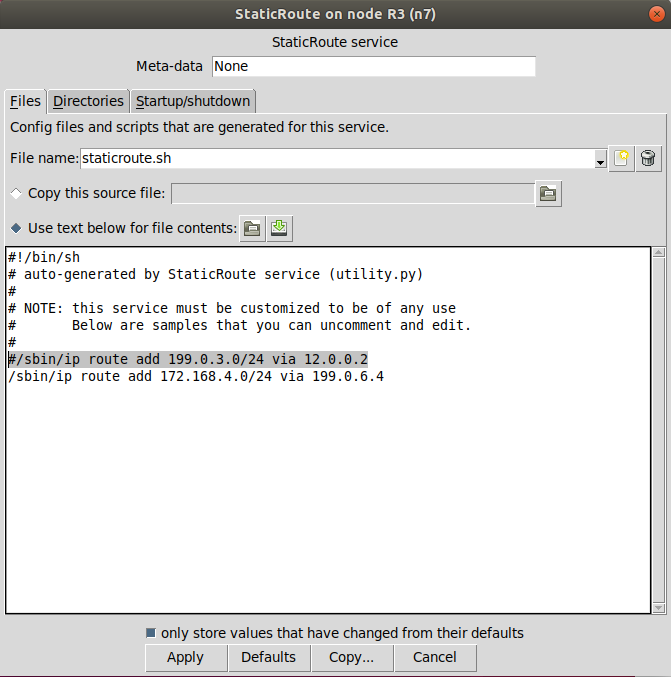 StaticRoute on node R3 (n7)
StaticRoute service
Meta-data None
Files Directories Startup/shutdown
Config files and scripts that are generated for this service.
File name: staticroute.sh
Copy this source file:
Use text below for file contents:
#!/bin/sh
# auto-generated by StaticRoute service (utility.py)
#
# NOTE: this service must be customized to be of any use
#       Below are samples that you can uncomment and edit.
#
#/sbin/ip route add 199.0.3.0/24 via 12.0.0.2
/sbin/ip route add 172.168.4.0/24 via 199.0.6.4
only store values that have changed from their defaults
Apply Defaults Copy... Cancel